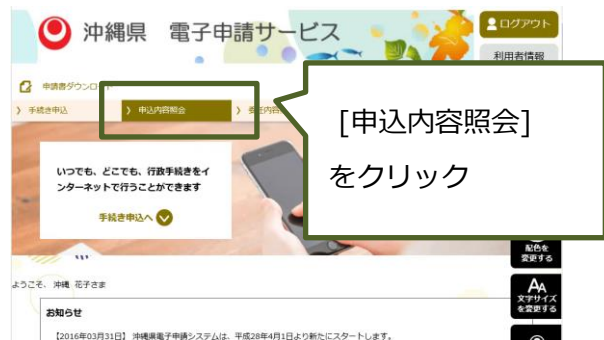 沖縄県 電子申請サービス
ログアウト
利用者情報
申請書ダウンロ
手続き申込
申込内容照会
[申込内容照会]
をクリック
いつでも、どこでも、行政手続きをイ
ンターネットで行うことができます
手続き申込へ
配色を
変更する
AA
文字サイズ
を変更する
ようこそ、 沖縄 花子さま
お知らせ
【2016年03月31日】 沖縄県電子申請システムは、平成28年4月1日より新たにスタートします。